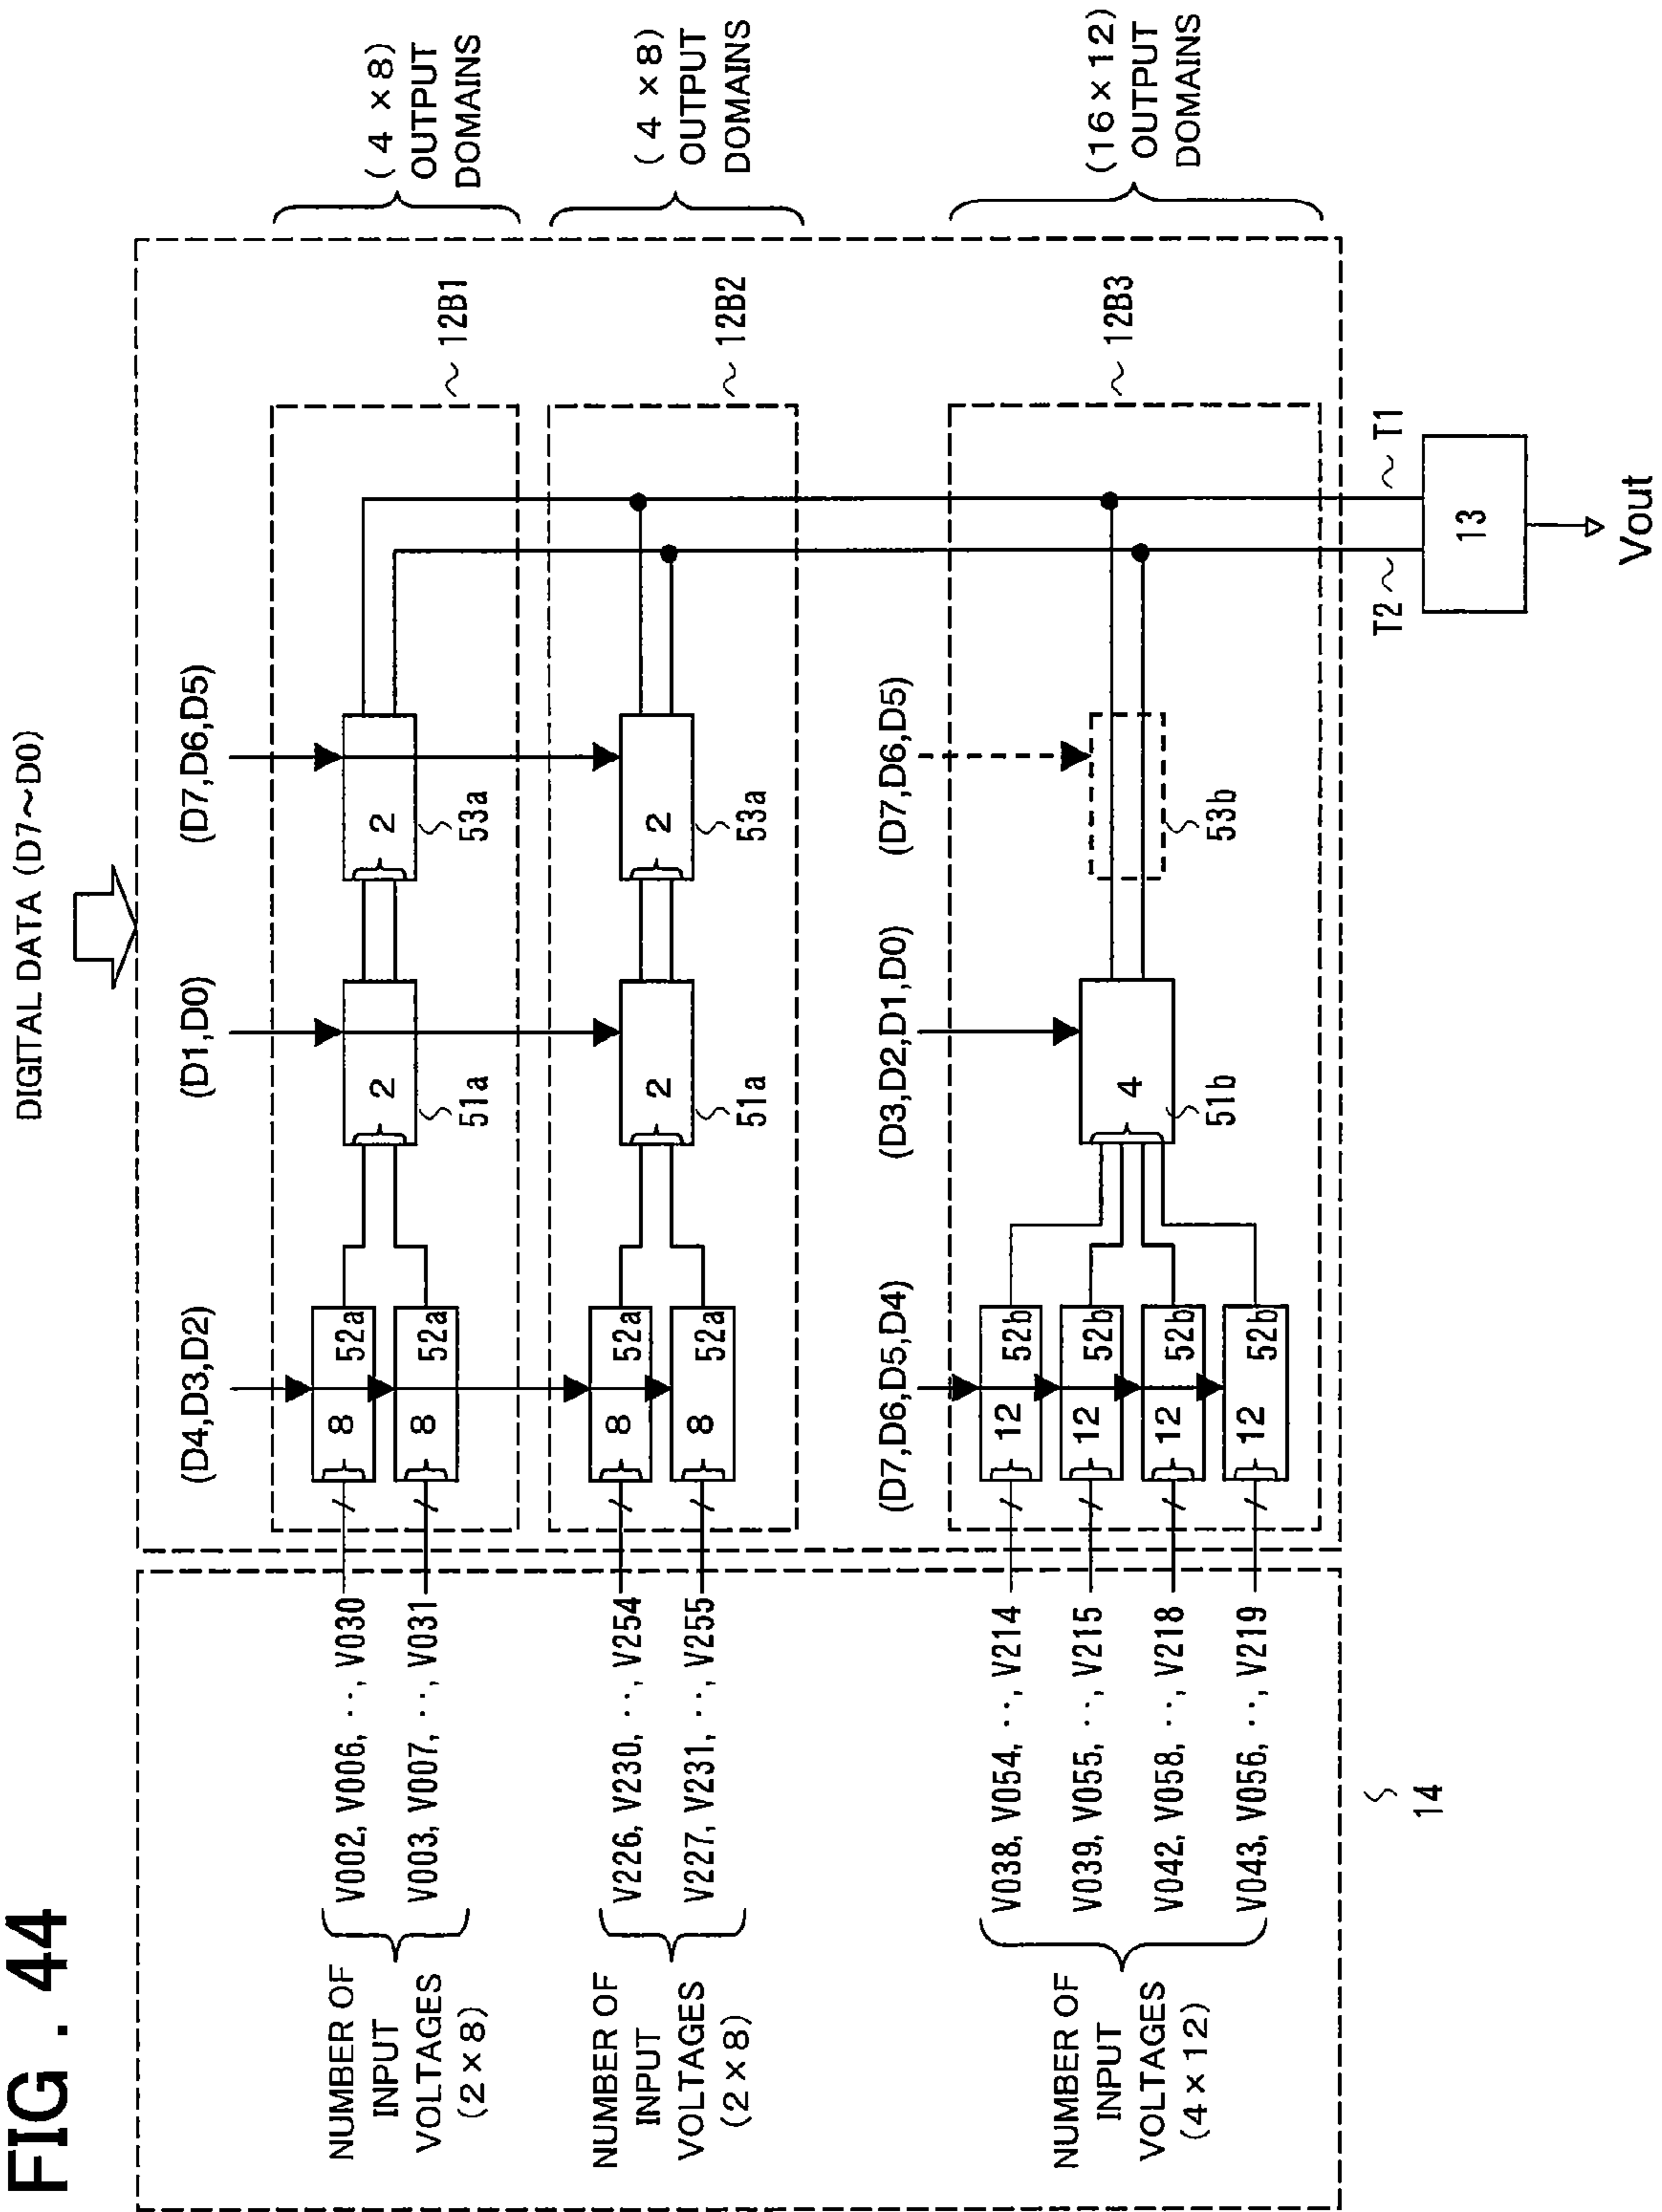 FIG. 44
DIGITAL DATA (D7~D0)
(D4,D3,D2)
(D1,D0)
(D7,D6,D5)
NUMBER OF
INPUT
VOLTAGES
(2×8)
V002, V006, ··, V030
V003, V007, ··, V031
8
52a
8
52a
2
51a
2
53a
12B1
(4×8)
OUTPUT
DOMAINS
NUMBER OF
INPUT
VOLTAGES
(2×8)
V226, V230, ··, V254
V227, V231, ··, V255
8
52a
8
52a
2
51a
2
53a
12B2
(4×8)
OUTPUT
DOMAINS
(D7,D6,D5,D4)
(D3,D2,D1,D0)
(D7,D6,D5)
NUMBER OF
INPUT
VOLTAGES
(4×12)
V038, V054, ··, V214
V039, V055, ··, V215
V042, V058, ··, V218
V043, V056, ··, V219
12
52b
12
52b
12
52b
12
52b
4
51b
53b
12B3
(16×12)
OUTPUT
DOMAINS
14
T2
T1
13
Vout